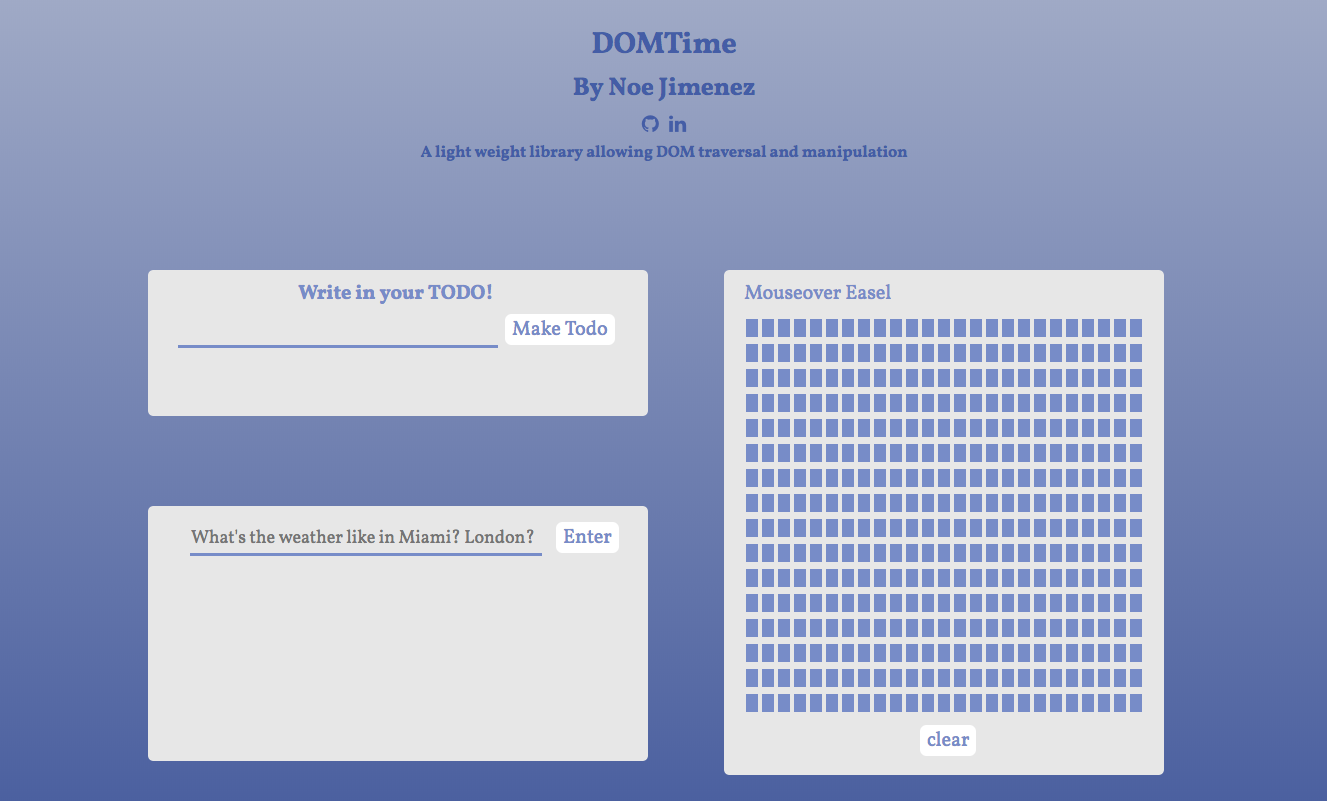 DOMTime
By Noe Jimenez
A light weight library allowing DOM traversal and manipulation
Write in your TODO!
Make Todo
What's the weather like in Miami? London?
Enter
Mouseover Easel
clear